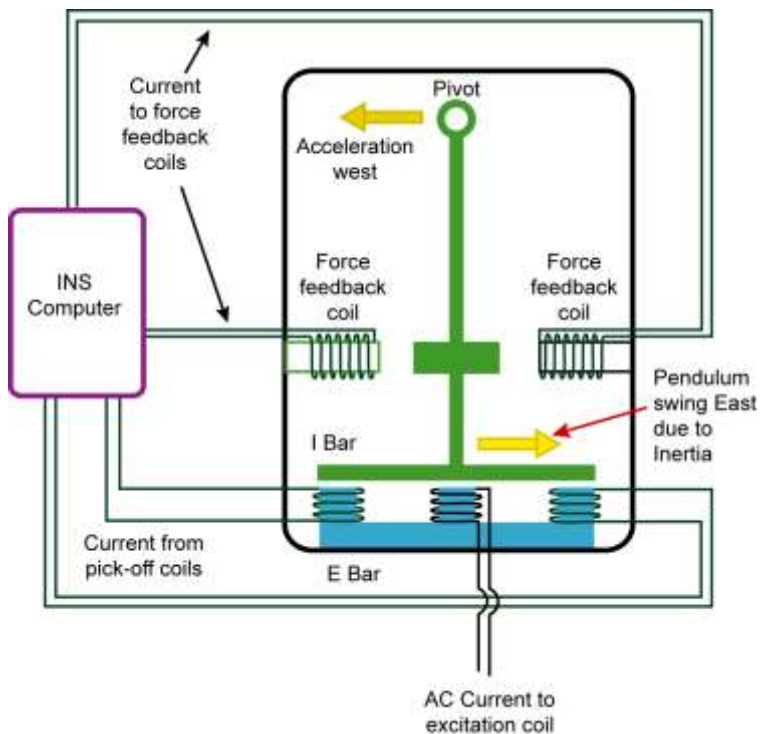 Current
to force
feedback
coils
Pivot
Acceleration
west
INS
Computer
Force
feedback
coil
Force
feedback
coil
Pendulum
swing East
due to
Inertia
I Bar
Current from
pick-off coils
E Bar
AC Current to
excitation coil